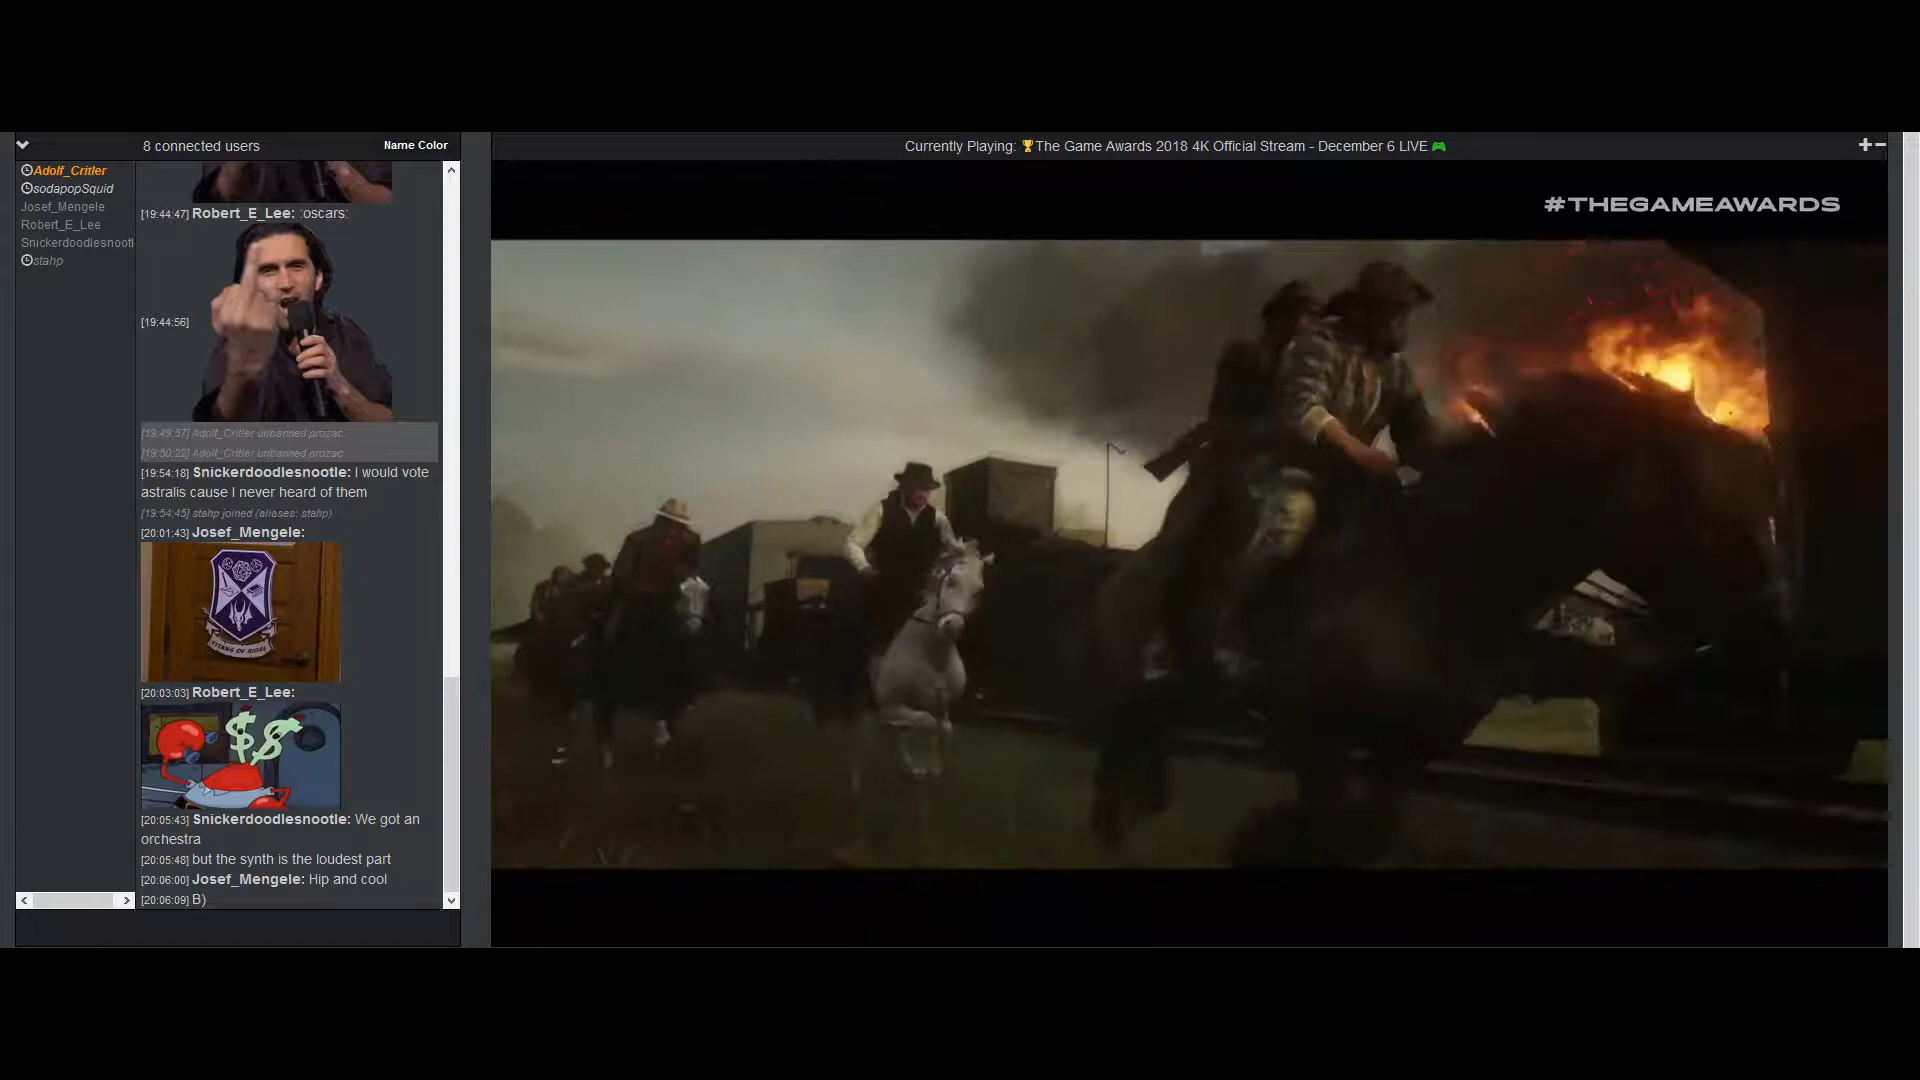 8 connected users
Name Color
Currently Playing: 🏆The Game Awards 2018 4K Official Stream - December 6 LIVE 🎮
Adolf_Critler
sodapopSquid
Josef_Mengele
Robert_E_Lee
Snickerdoodlesnootl
stahp
[19:44:47] Robert_E_Lee: :oscars:
[19:44:56]
[19:49:57] Adolf_Critler unbanned prozac
[19:50:22] Adolf_Critler unbanned prozac
[19:54:18] Snickerdoodlesnootle: I would vote
astralis cause I never heard of them
[19:54:45] stahp joined (aliases: stahp)
[20:01:43] Josef_Mengele:
TITANS OF RIGEL
[20:03:03] Robert_E_Lee:
$$
[20:05:43] Snickerdoodlesnootle: We got an
orchestra
[20:05:48] but the synth is the loudest part
[20:06:00] Josef_Mengele: Hip and cool
[20:06:09] B)
#THEGAMEAWARDS